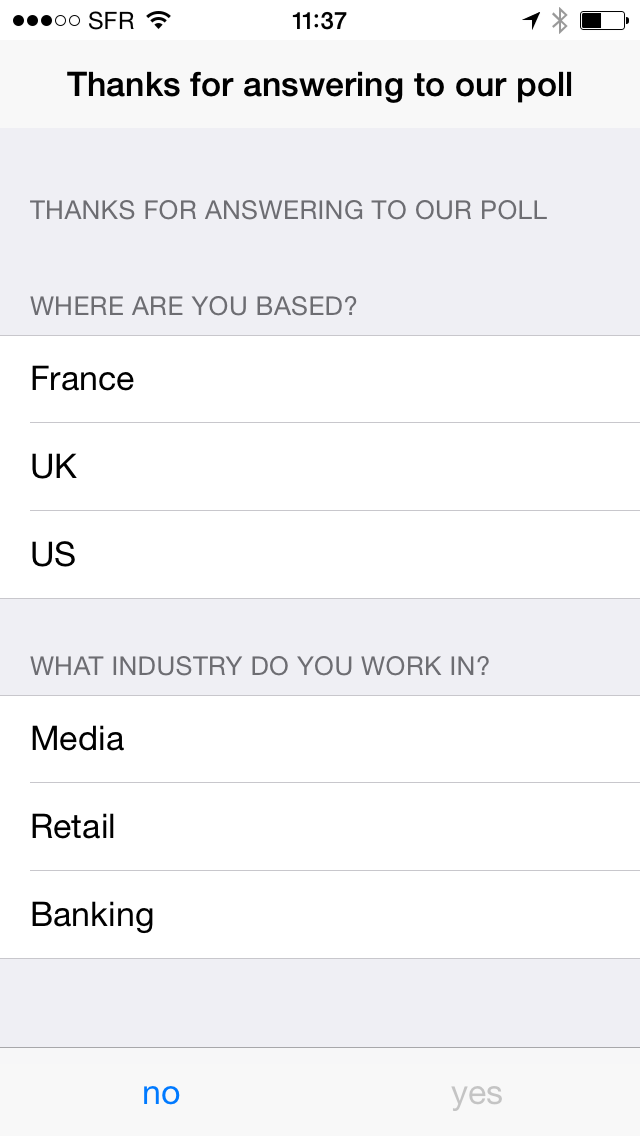 SFR 11:37
Thanks for answering to our poll
THANKS FOR ANSWERING TO OUR POLL
WHERE ARE YOU BASED?
France
UK
US
WHAT INDUSTRY DO YOU WORK IN?
Media
Retail
Banking
no yes